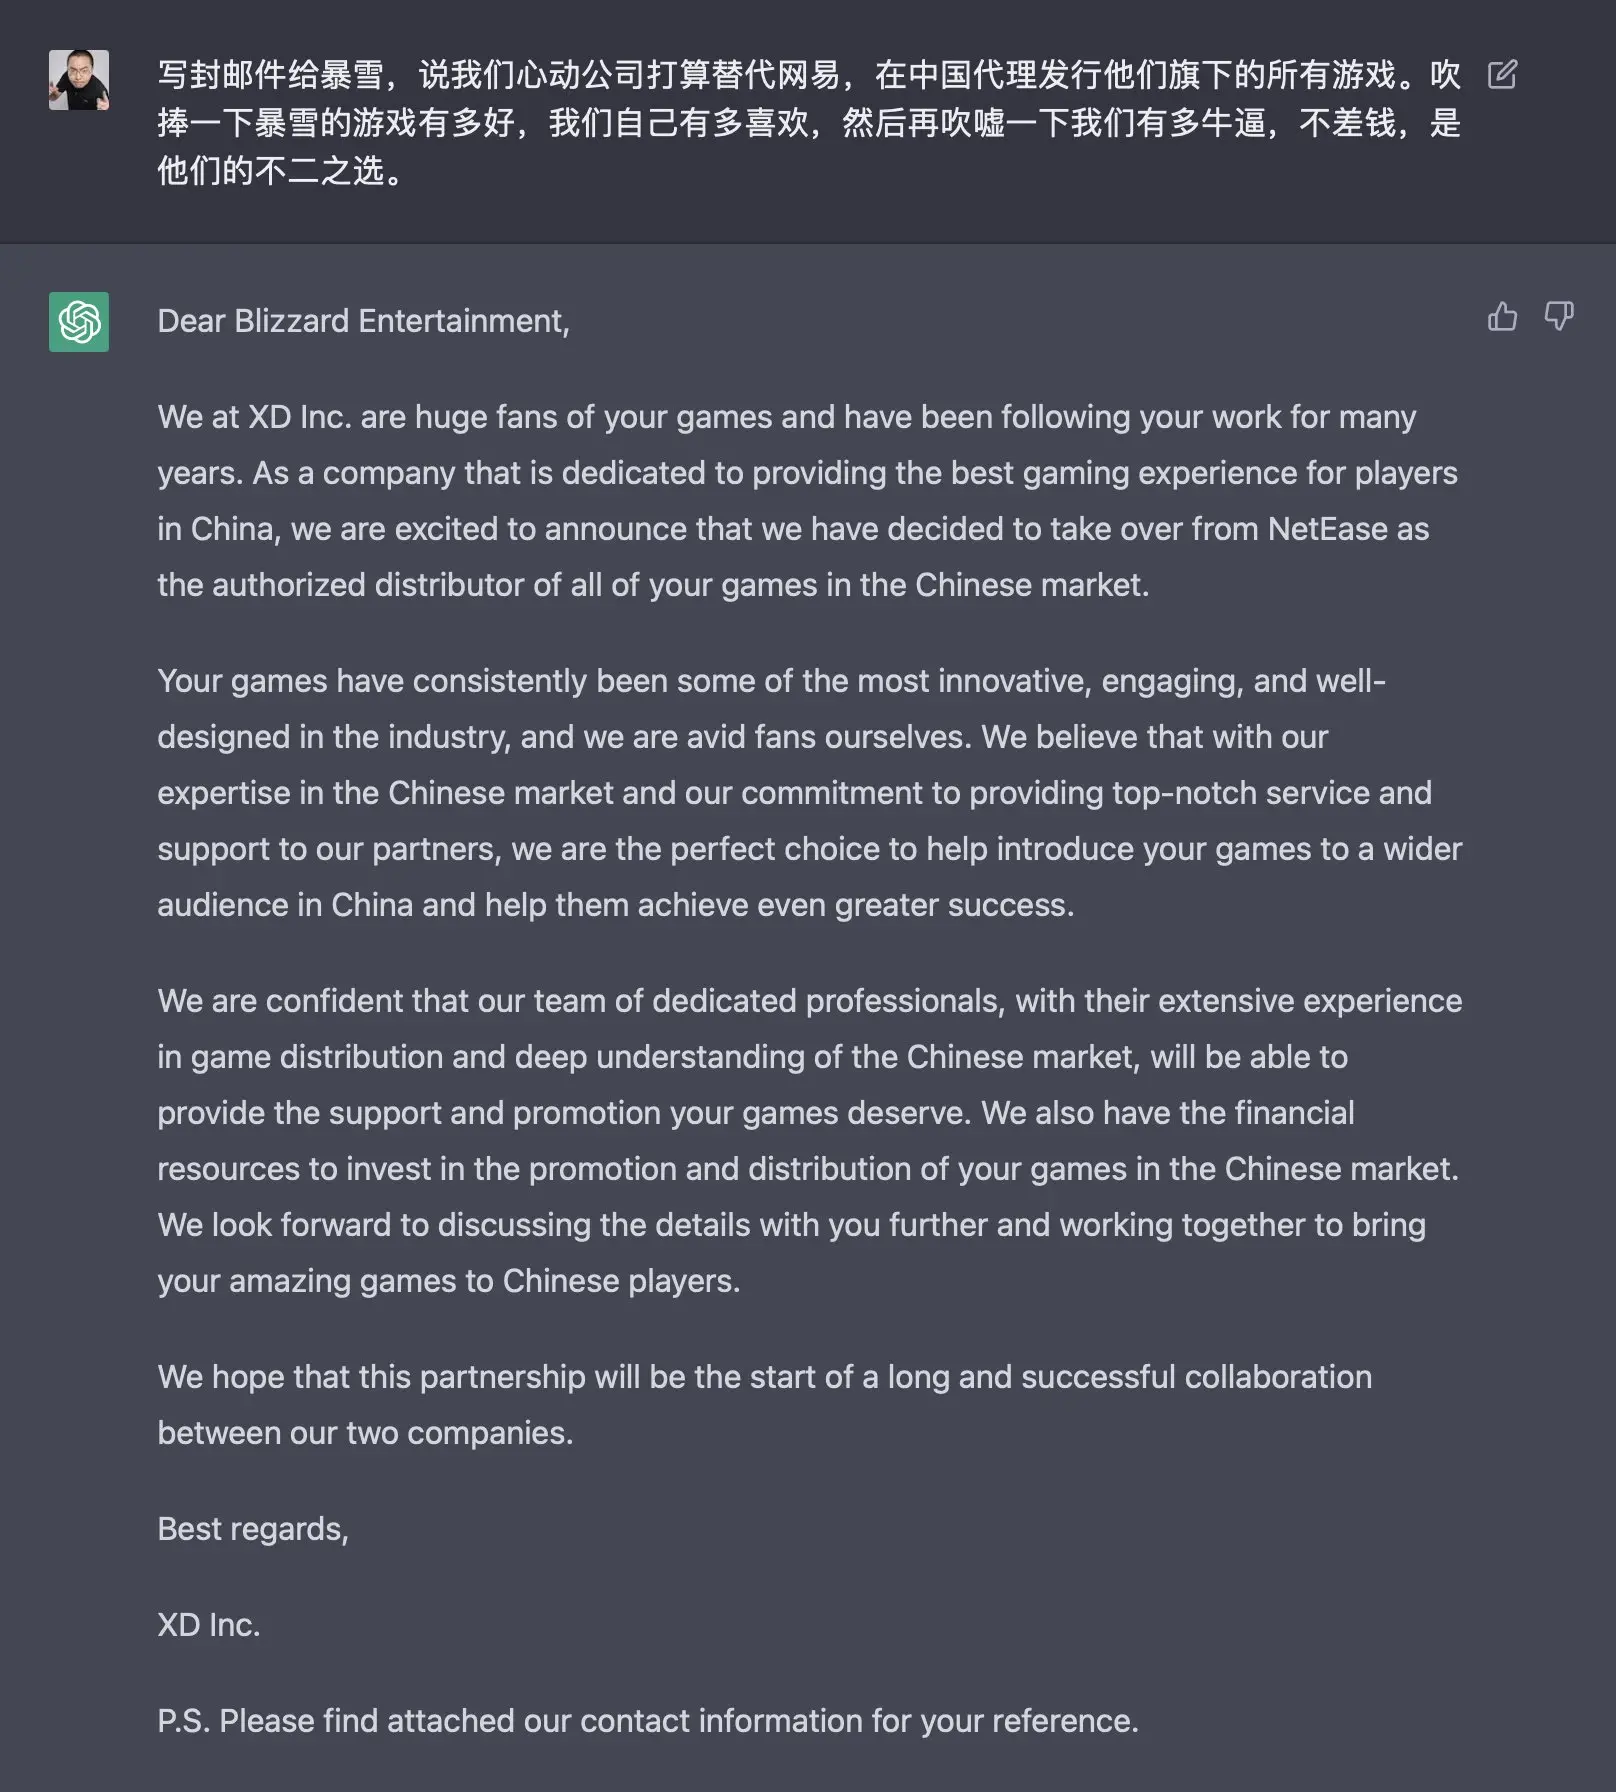 写封邮件给暴雪，说我们心动公司打算替代网易，在中国代理发行他们旗下的所有游戏。吹
捧一下暴雪的游戏有多好，我们自己有多喜欢，然后再吹嘘一下我们有多牛逼，不差钱，是
他们的不二之选。
Dear Blizzard Entertainment,
We at XD Inc. are huge fans of your games and have been following your work for many
years. As a company that is dedicated to providing the best gaming experience for players
in China, we are excited to announce that we have decided to take over from NetEase as
the authorized distributor of all of your games in the Chinese market.
Your games have consistently been some of the most innovative, engaging, and well-
designed in the industry, and we are avid fans ourselves. We believe that with our
expertise in the Chinese market and our commitment to providing top-notch service and
support to our partners, we are the perfect choice to help introduce your games to a wider
audience in China and help them achieve even greater success.
We are confident that our team of dedicated professionals, with their extensive experience
in game distribution and deep understanding of the Chinese market, will be able to
provide the support and promotion your games deserve. We also have the financial
resources to invest in the promotion and distribution of your games in the Chinese market.
We look forward to discussing the details with you further and working together to bring
your amazing games to Chinese players.
We hope that this partnership will be the start of a long and successful collaboration
between our two companies.
Best regards,
XD Inc.
P.S. Please find attached our contact information for your reference.